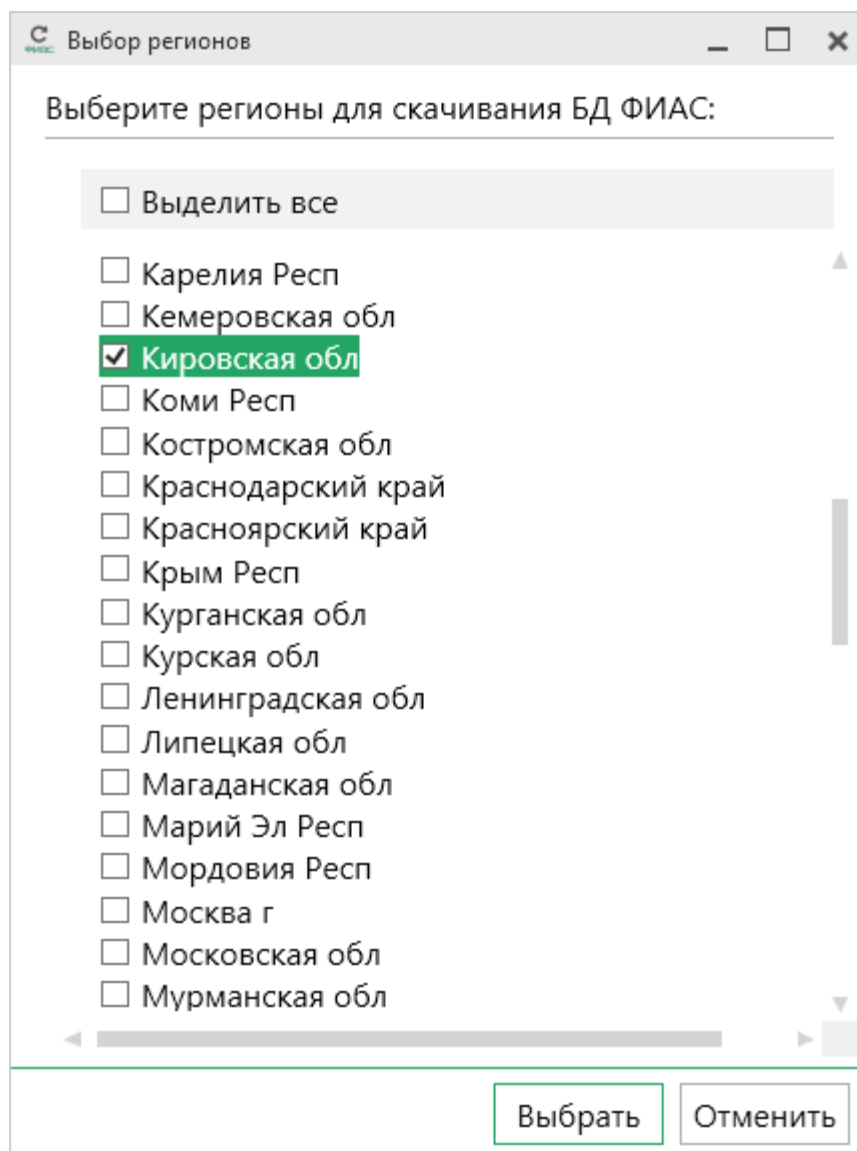 ФИАС Выбор регионов
Выберите регионы для скачивания БД ФИАС:
Выделить все
Карелия Респ
Кемеровская обл
Кировская обл
Коми Респ
Костромская обл
Краснодарский край
Красноярский край
Крым Респ
Курганская обл
Курская обл
Ленинградская обл
Липецкая обл
Магаданская обл
Марий Эл Респ
Мордовия Респ
Москва г
Московская обл
Мурманская обл
Выбрать Отменить